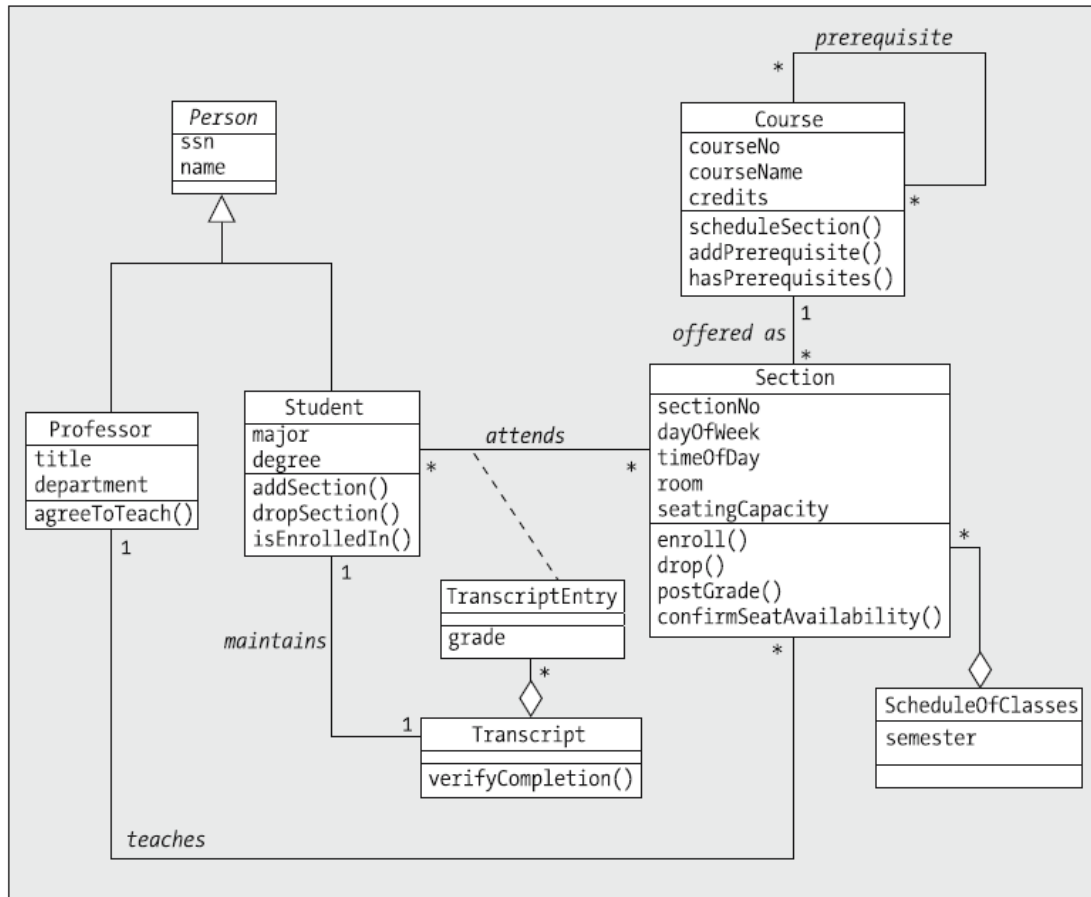 prerequisite
*
Person
ssn
name
Course
courseNo
courseName
credits
*
scheduleSection()
addPrerequisite()
hasPrerequisites()
1
offered as
*
Section
sectionNo
dayOfWeek
timeOfDay
room
seatingCapacity
enroll()
drop()
postGrade()
confirmSeatAvailability()
Professor
title
department
agreeToTeach()
1
Student
major
degree
addSection()
dropSection()
isEnrolledIn()
1
attends
*
*
*
*
TranscriptEntry
grade
*
maintains
1
Transcript
verifyCompletion()
ScheduleOfClasses
semester
teaches